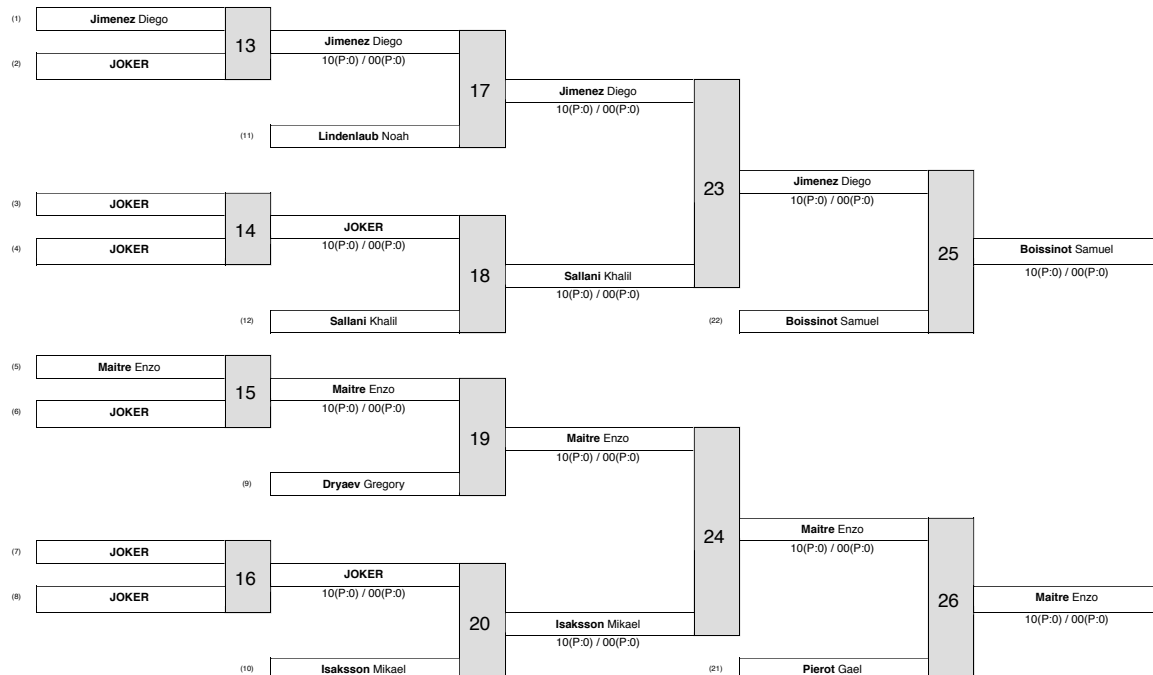 (1) Jimenez Diego
13
(2) JOKER
Jimenez Diego
10(P:0) / 00(P:0)
17
(11) Lindenlaub Noah
Jimenez Diego
10(P:0) / 00(P:0)
23
(3) JOKER
14
(4) JOKER
JOKER
10(P:0) / 00(P:0)
18
(12) Sallani Khalil
Sallani Khalil
10(P:0) / 00(P:0)
Jimenez Diego
10(P:0) / 00(P:0)
25
(22) Boissinot Samuel
Boissinot Samuel
10(P:0) / 00(P:0)
(5) Maitre Enzo
15
(6) JOKER
Maitre Enzo
10(P:0) / 00(P:0)
19
(9) Dryaev Gregory
Maitre Enzo
10(P:0) / 00(P:0)
24
(7) JOKER
16
(8) JOKER
JOKER
10(P:0) / 00(P:0)
20
(10) Isaksson Mikael
Isaksson Mikael
10(P:0) / 00(P:0)
Maitre Enzo
10(P:0) / 00(P:0)
26
(21) Pierot Gael
Maitre Enzo
10(P:0) / 00(P:0)